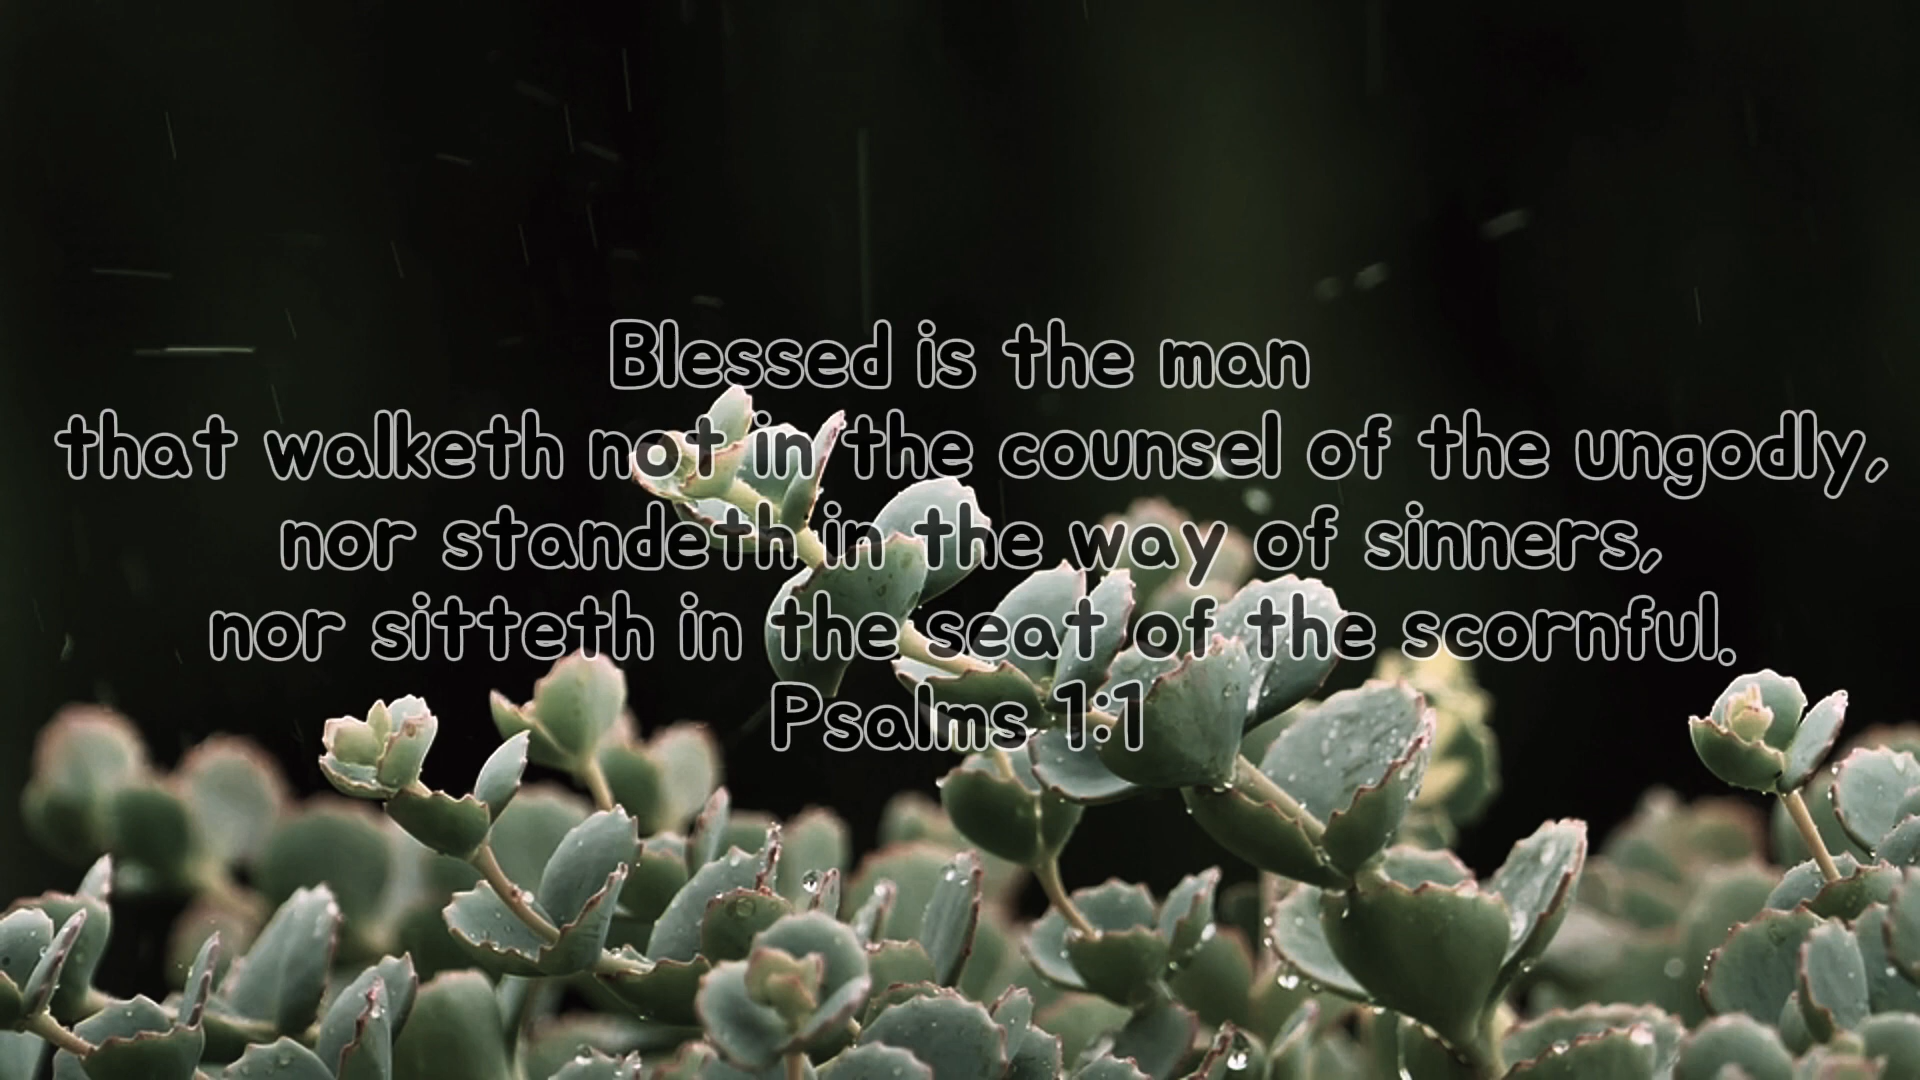 Blessed is the man
that walketh not in the counsel of the ungodly,
nor standeth in the way of sinners,
nor sitteth in the seat of the scornful.
Psalms 1:1